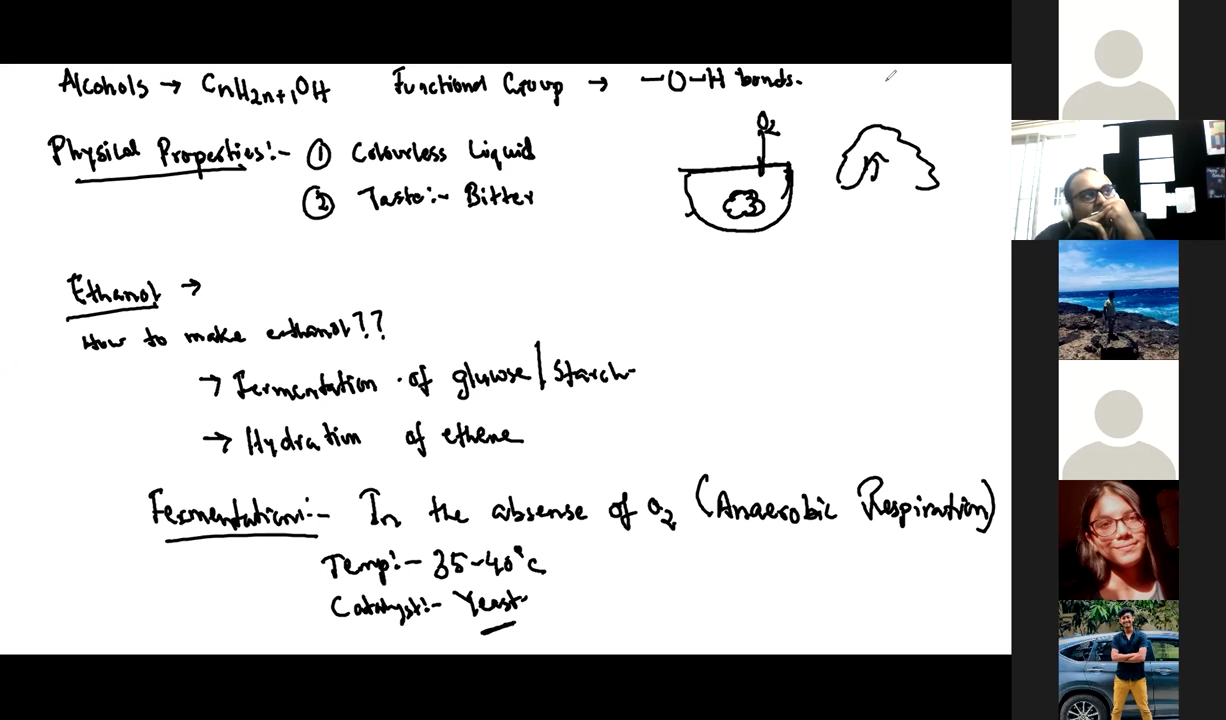 Alcohols → CnH2n+1OH Functional Group → -O-H bonds.
Physical Properties:- ① Colourless Liquid
② Taste:- Bitter
O2
Ethanol →
How to make ethanol??
→ Fermentation of glucose/Starch
→ Hydration of ethene
Fermentation:- In the absense of O2 (Anaerobic Respiration)
Temp:- 35-40°C
Catalyst:- Yeast